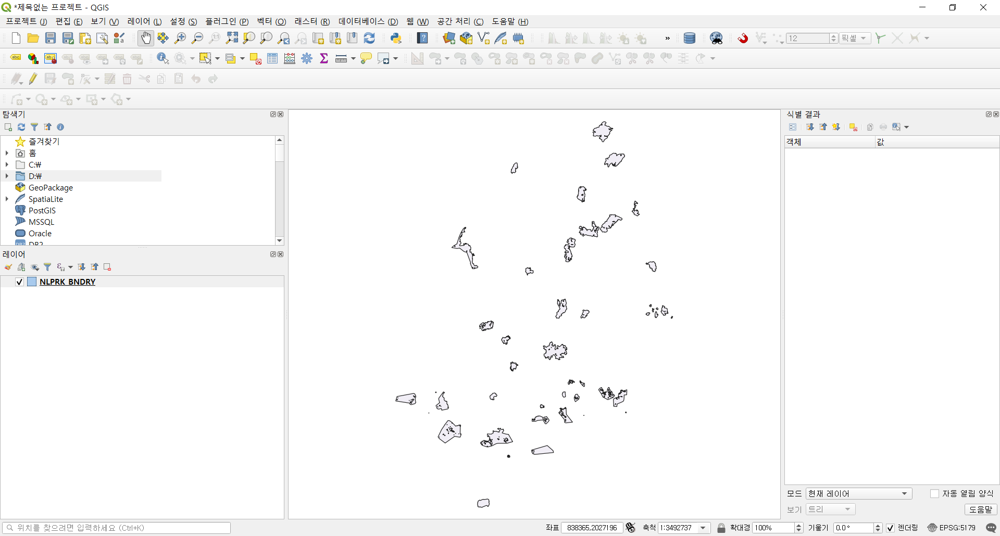 *제목없는 프로젝트 - QGIS
프로젝트 (J) 편집 (E) 보기 (V) 레이어 (L) 설정 (S) 플러그인 (P) 벡터 (O) 래스터 (R) 데이터베이스 (D) 웹 (W) 공간 처리 (C) 도움말 (H)
12 픽셀
탐색기
즐겨찾기
홈
C:₩
D:₩
GeoPackage
SpatiaLite
PostGIS
MSSQL
Oracle
DB2
레이어
NLPRK_BNDRY
식별 결과
객체 값
모드 현재 레이어 자동 열림 양식
보기 트리 도움말
위치를 찾으려면 입력하세요 (Ctrl+K) 좌표 838365,2027196 축척 1:3492737 확대경 100% 기울기 0.0 ° 렌더링 EPSG:5179